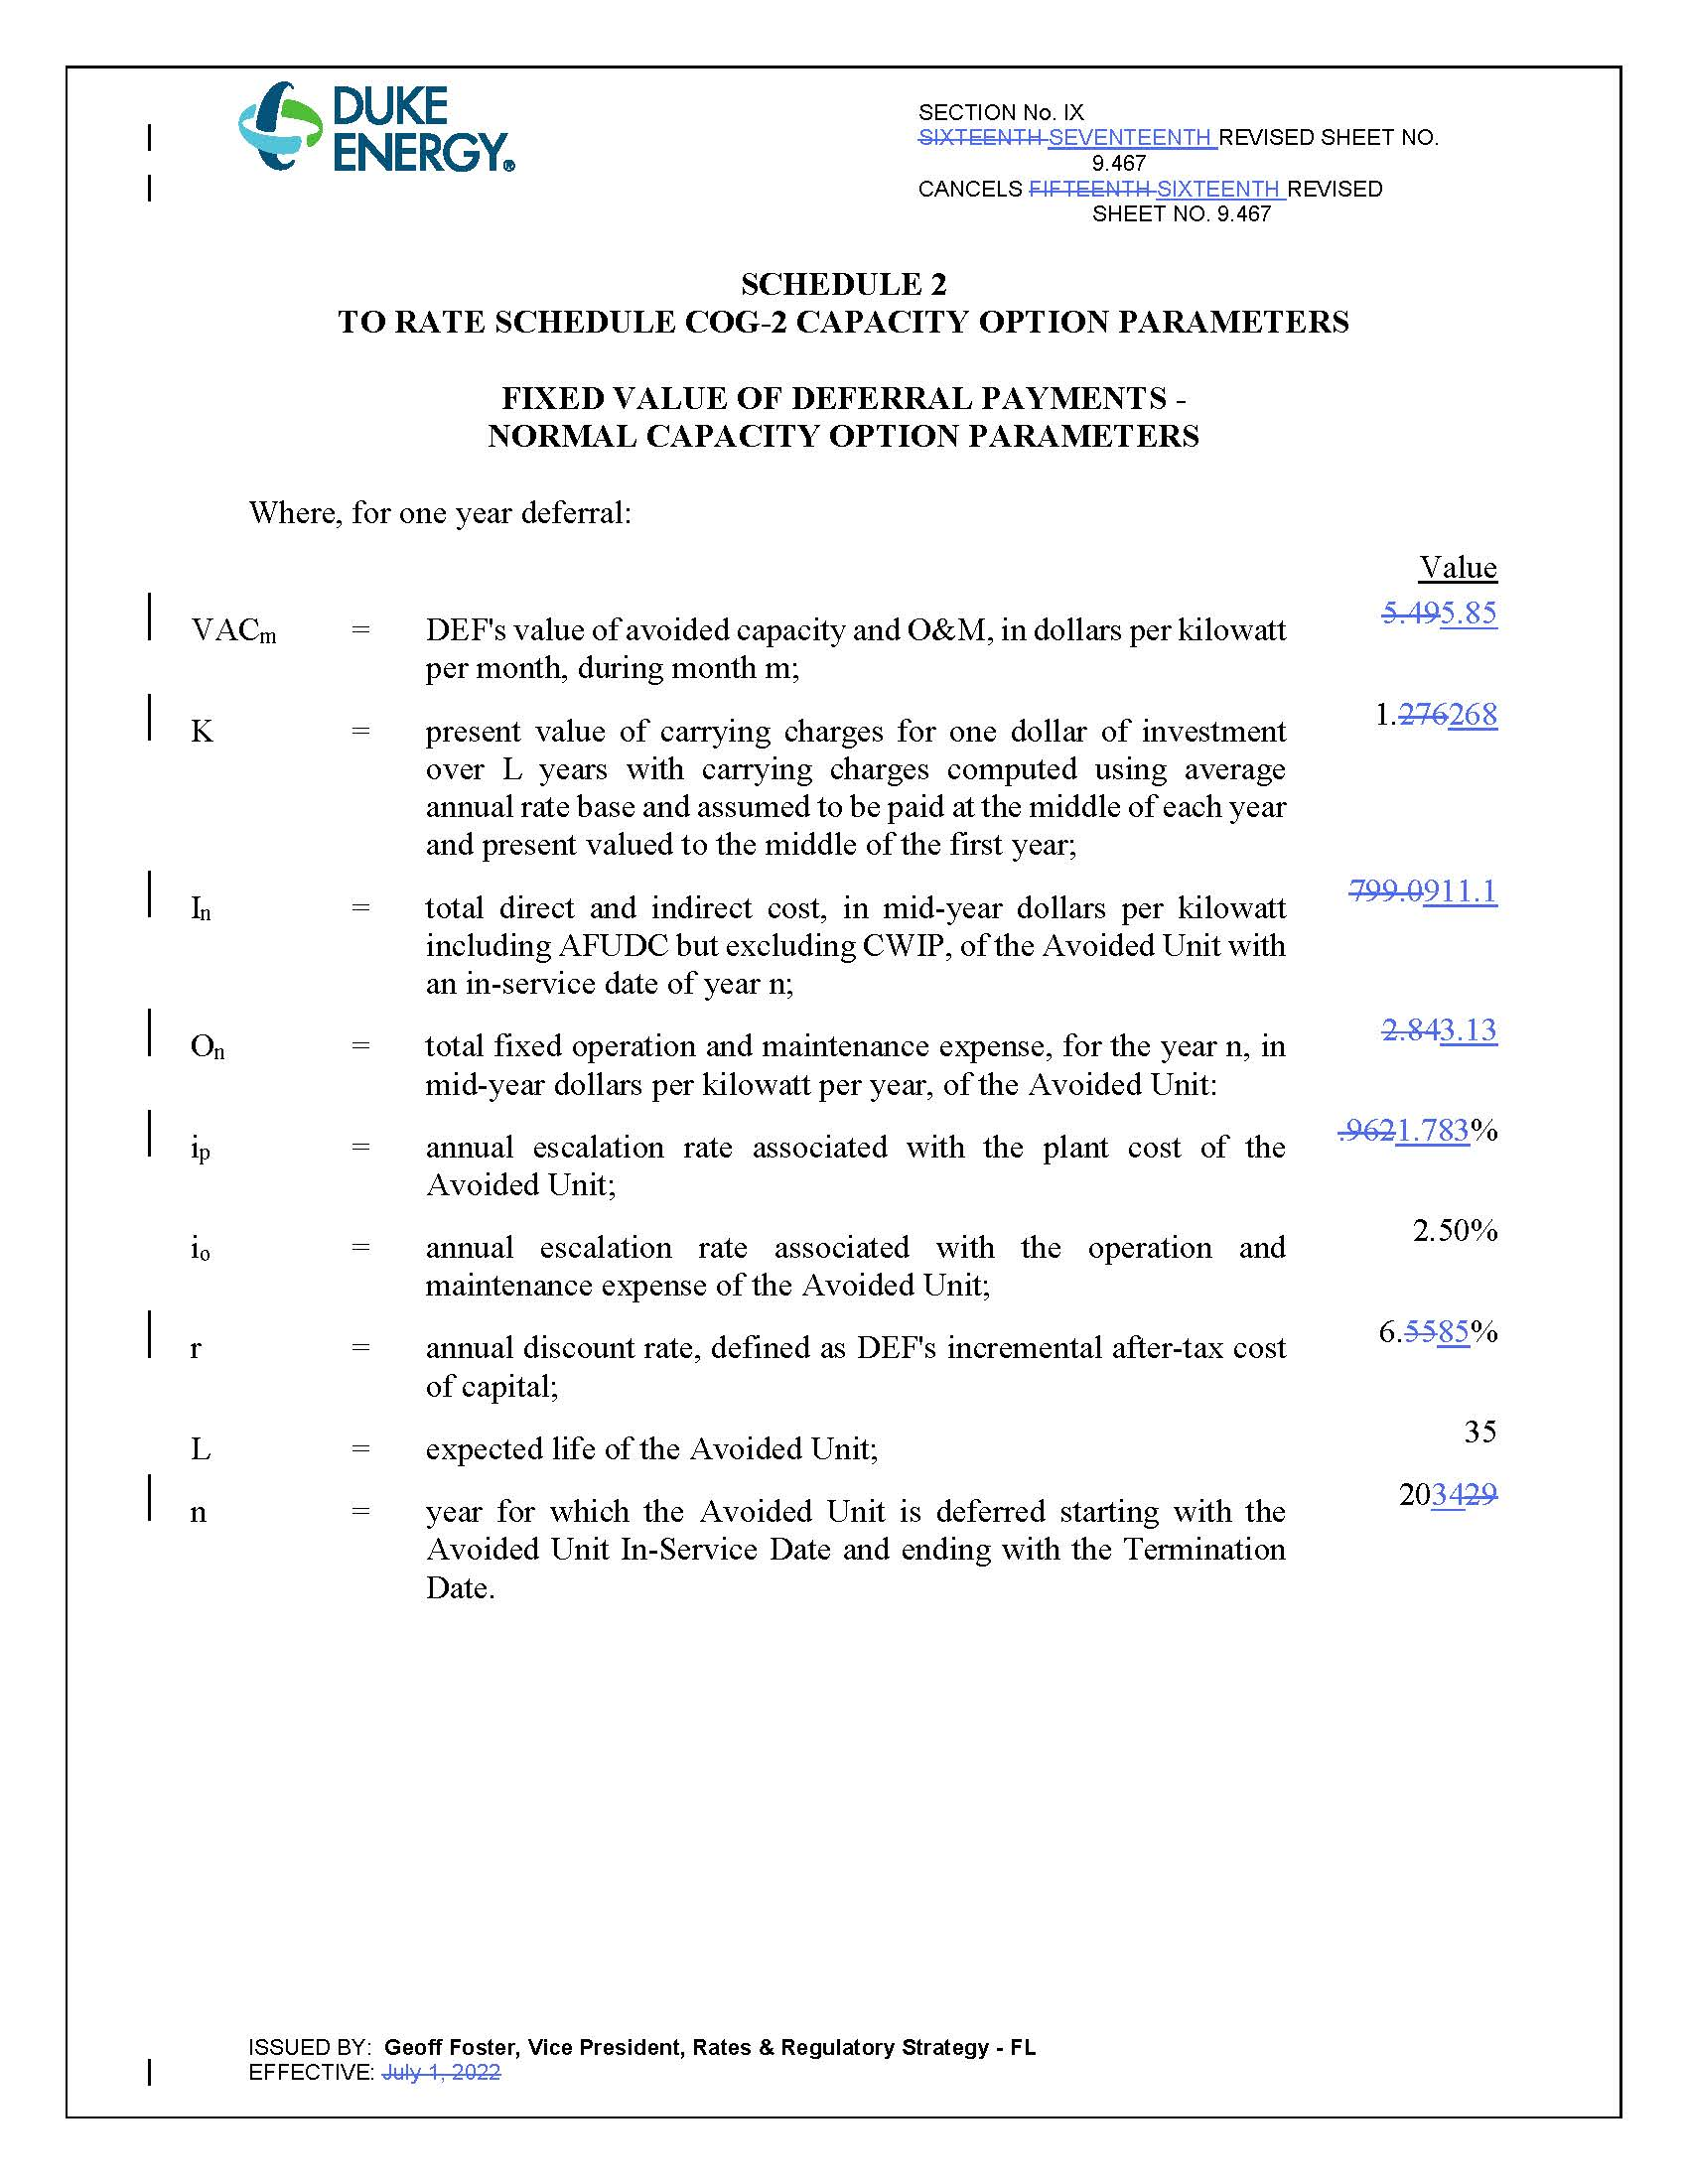 DUKE
ENERGY®
SECTION No. IX
SIXTEENTH SEVENTEENTH REVISED SHEET NO.
9.467
CANCELS FIFTEENTH SIXTEENTH REVISED
SHEET NO. 9.467
SCHEDULE 2
TO RATE SCHEDULE COG-2 CAPACITY OPTION PARAMETERS
FIXED VALUE OF DEFERRAL PAYMENTS -
NORMAL CAPACITY OPTION PARAMETERS
Where, for one year deferral:
Value
VACm = DEF's value of avoided capacity and O&M, in dollars per kilowatt 5.495.85
per month, during month m;
K = present value of carrying charges for one dollar of investment 1.276268
over L years with carrying charges computed using average
annual rate base and assumed to be paid at the middle of each year
and present valued to the middle of the first year;
In = total direct and indirect cost, in mid-year dollars per kilowatt 799.0911.1
including AFUDC but excluding CWIP, of the Avoided Unit with
an in-service date of year n;
On = total fixed operation and maintenance expense, for the year n, in 2.843.13
mid-year dollars per kilowatt per year, of the Avoided Unit:
ip = annual escalation rate associated with the plant cost of the .9621.783%
Avoided Unit;
io = annual escalation rate associated with the operation and 2.50%
maintenance expense of the Avoided Unit;
r = annual discount rate, defined as DEF's incremental after-tax cost 6.5585%
of capital;
L = expected life of the Avoided Unit; 35
n = year for which the Avoided Unit is deferred starting with the 203429
Avoided Unit In-Service Date and ending with the Termination
Date.
ISSUED BY: Geoff Foster, Vice President, Rates & Regulatory Strategy - FL
EFFECTIVE: July 1, 2022